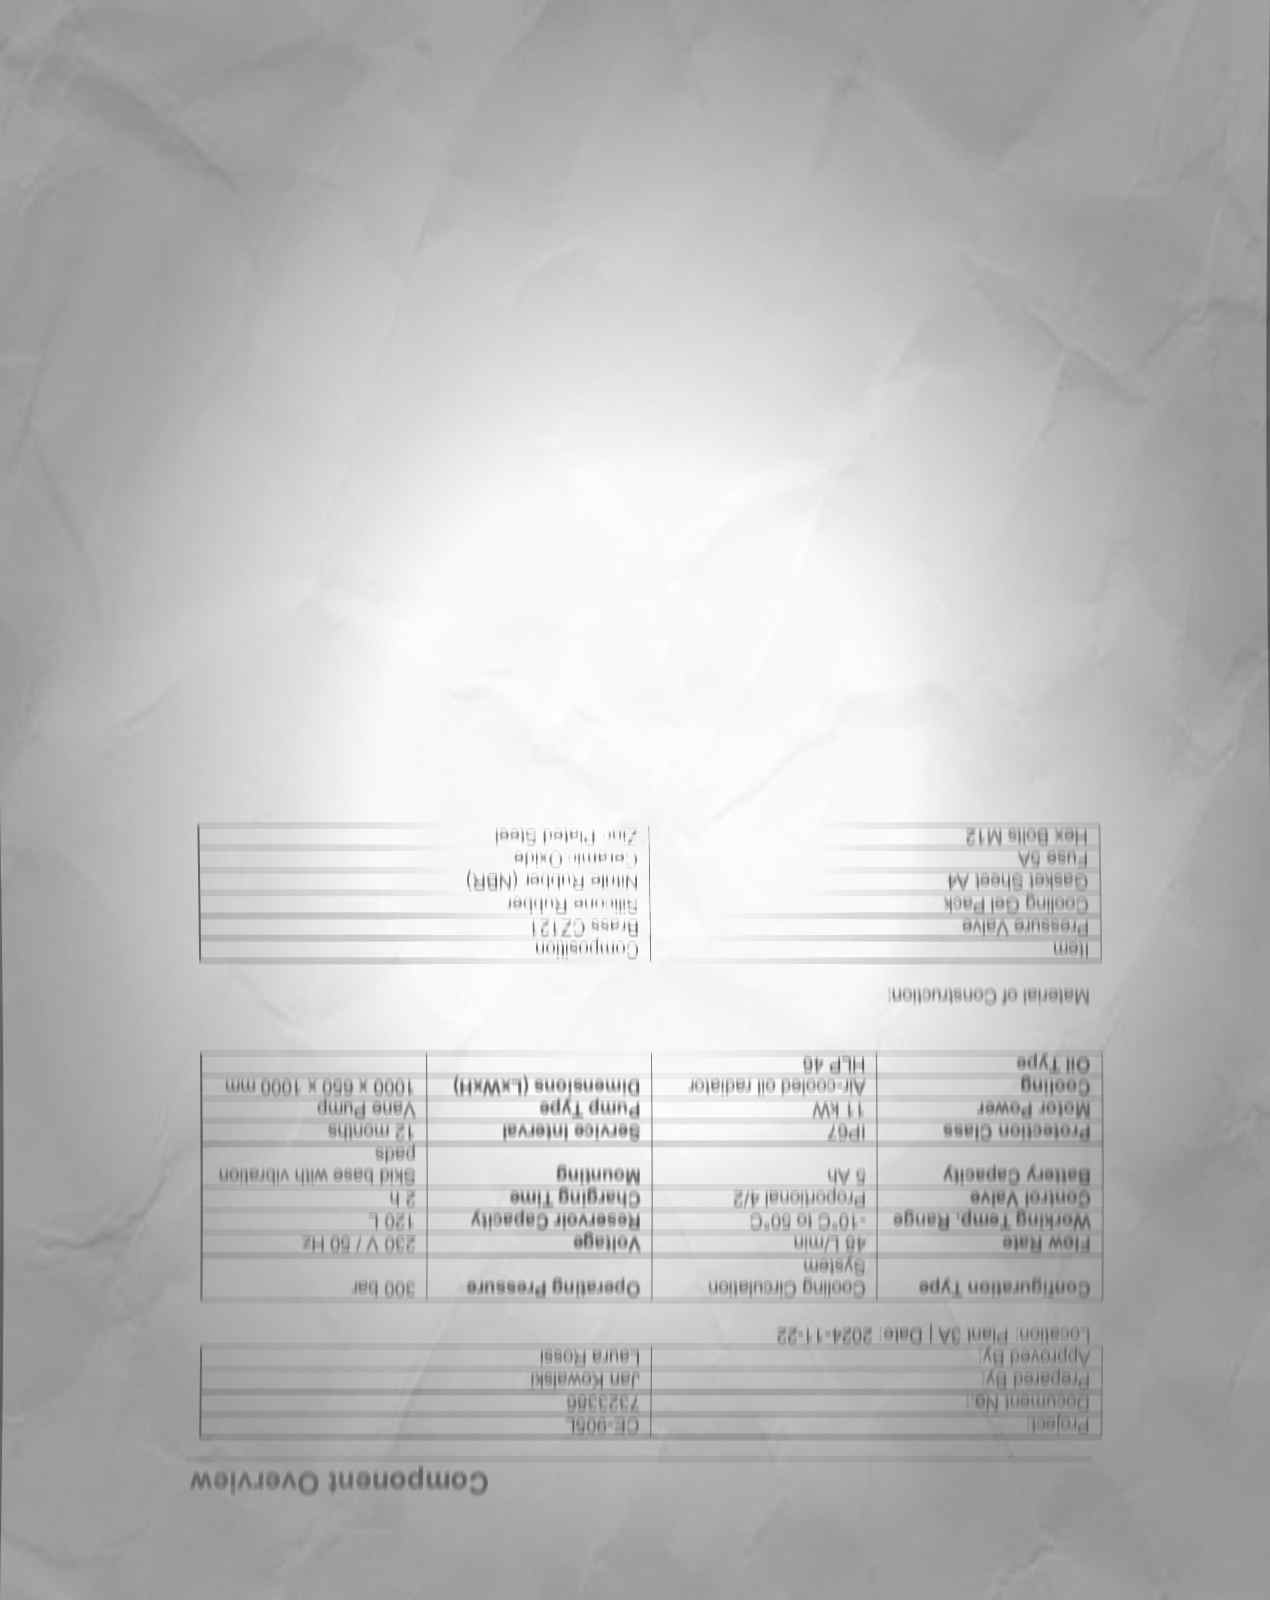 Component Overview
Project: CE-905L
Document No.: 7323386
Prepared By: Jan Kowalski
Approved By: Laura Rossi
Location: Plant 3A | Date: 2024-11-22
Configuration Type Cooling Circulation System Operating Pressure 300 bar
Flow Rate 48 L/min Voltage 230 V / 50 Hz
Working Temp. Range -10°C to 60°C Reservoir Capacity 120 L
Control Valve Proportional 4/2 Charging Time 2 h
Battery Capacity 5 Ah Mounting Skid base with vibration pads
Protection Class IP67 Service Interval 12 months
Motor Power 11 kW Pump Type Vane Pump
Cooling Air-cooled oil radiator Dimensions (LxWxH) 1000 x 650 x 1000 mm
Oil Type HLP 46
Material of Construction:
Item Composition
Pressure Valve Brass CZ121
Cooling Gel Pack Silicone Rubber
Gasket Sheet A4 Nitrile Rubber (NBR)
Fuse 5A Ceramic Oxide
Hex Bolts M12 Zinc Plated Steel